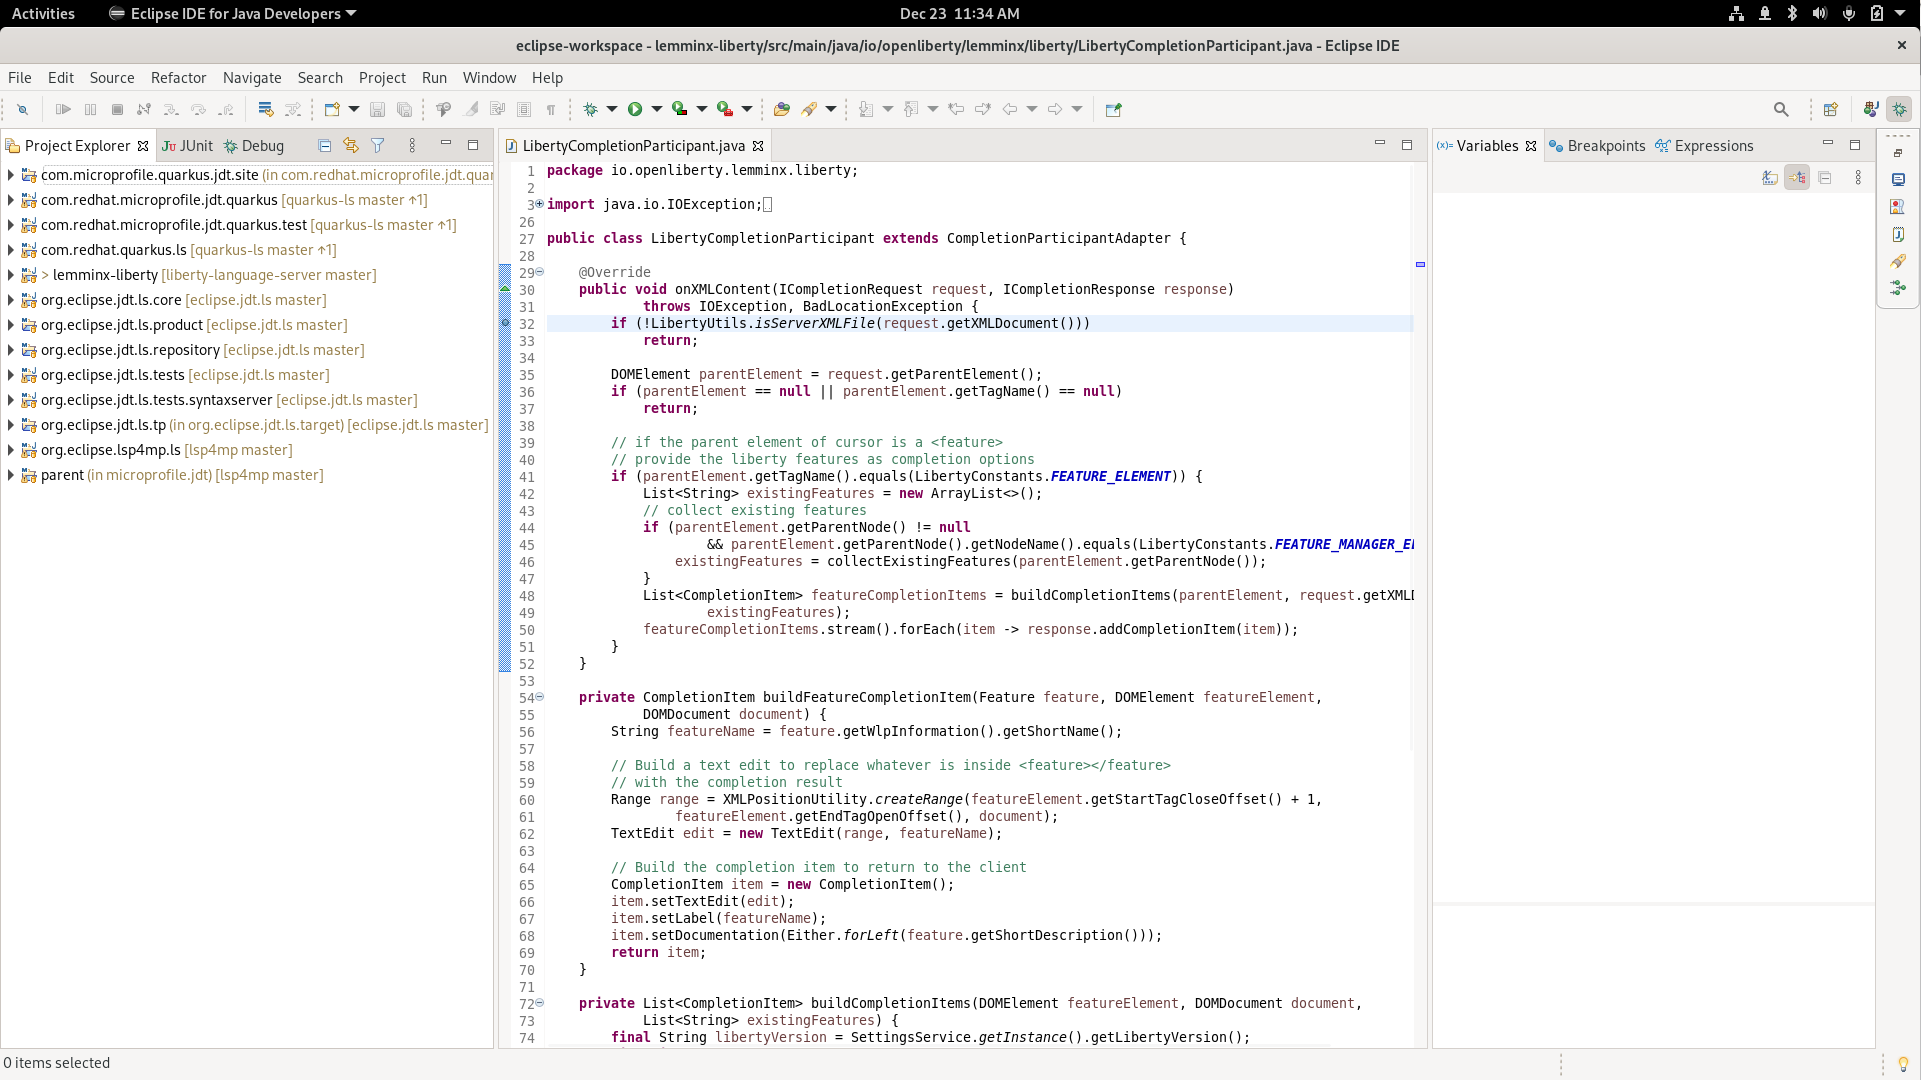 Activities
Eclipse IDE for Java Developers
Dec 23 11:34 AM
eclipse-workspace - lemminx-liberty/src/main/java/io/openliberty/lemminx/liberty/LibertyCompletionParticipant.java - Eclipse IDE
File Edit Source Refactor Navigate Search Project Run Window Help
Project Explorer
JUnit
Debug
com.microprofile.quarkus.jdt.site (in com.redhat.microprofile.jdt.quar
com.redhat.microprofile.jdt.quarkus [quarkus-ls master ↑1]
com.redhat.microprofile.jdt.quarkus.test [quarkus-ls master ↑1]
com.redhat.quarkus.ls [quarkus-ls master ↑1]
> lemminx-liberty [liberty-language-server master]
org.eclipse.jdt.ls.core [eclipse.jdt.ls master]
org.eclipse.jdt.ls.product [eclipse.jdt.ls master]
org.eclipse.jdt.ls.repository [eclipse.jdt.ls master]
org.eclipse.jdt.ls.tests [eclipse.jdt.ls master]
org.eclipse.jdt.ls.tests.syntaxserver [eclipse.jdt.ls master]
org.eclipse.jdt.ls.tp (in org.eclipse.jdt.ls.target) [eclipse.jdt.ls master]
org.eclipse.lsp4mp.ls [lsp4mp master]
parent (in microprofile.jdt) [lsp4mp master]
LibertyCompletionParticipant.java
1 package io.openliberty.lemminx.liberty;
2
3 import java.io.IOException;
26
27 public class LibertyCompletionParticipant extends CompletionParticipantAdapter {
28
29     @Override
30     public void onXMLContent(ICompletionRequest request, ICompletionResponse response)
31             throws IOException, BadLocationException {
32         if (!LibertyUtils.isServerXMLFile(request.getXMLDocument()))
33             return;
34
35         DOMElement parentElement = request.getParentElement();
36         if (parentElement == null || parentElement.getTagName() == null)
37             return;
38
39         // if the parent element of cursor is a <feature>
40         // provide the liberty features as completion options
41         if (parentElement.getTagName().equals(LibertyConstants.FEATURE_ELEMENT)) {
42             List<String> existingFeatures = new ArrayList<>();
43             // collect existing features
44             if (parentElement.getParentNode() != null
45                     && parentElement.getParentNode().getNodeName().equals(LibertyConstants.FEATURE_MANAGER_EL
46                 existingFeatures = collectExistingFeatures(parentElement.getParentNode());
47             }
48             List<CompletionItem> featureCompletionItems = buildCompletionItems(parentElement, request.getXMLD
49                     existingFeatures);
50             featureCompletionItems.stream().forEach(item -> response.addCompletionItem(item));
51         }
52     }
53
54     private CompletionItem buildFeatureCompletionItem(Feature feature, DOMElement featureElement,
55             DOMDocument document) {
56         String featureName = feature.getWlpInformation().getShortName();
57
58         // Build a text edit to replace whatever is inside <feature></feature>
59         // with the completion result
60         Range range = XMLPositionUtility.createRange(featureElement.getStartTagCloseOffset() + 1,
61                 featureElement.getEndTagOpenOffset(), document);
62         TextEdit edit = new TextEdit(range, featureName);
63
64         // Build the completion item to return to the client
65         CompletionItem item = new CompletionItem();
66         item.setTextEdit(edit);
67         item.setLabel(featureName);
68         item.setDocumentation(Either.forLeft(feature.getShortDescription()));
69         return item;
70     }
71
72     private List<CompletionItem> buildCompletionItems(DOMElement featureElement, DOMDocument document,
73             List<String> existingFeatures) {
74         final String libertyVersion = SettingsService.getInstance().getLibertyVersion();
(x)= Variables
Breakpoints
Expressions
0 items selected